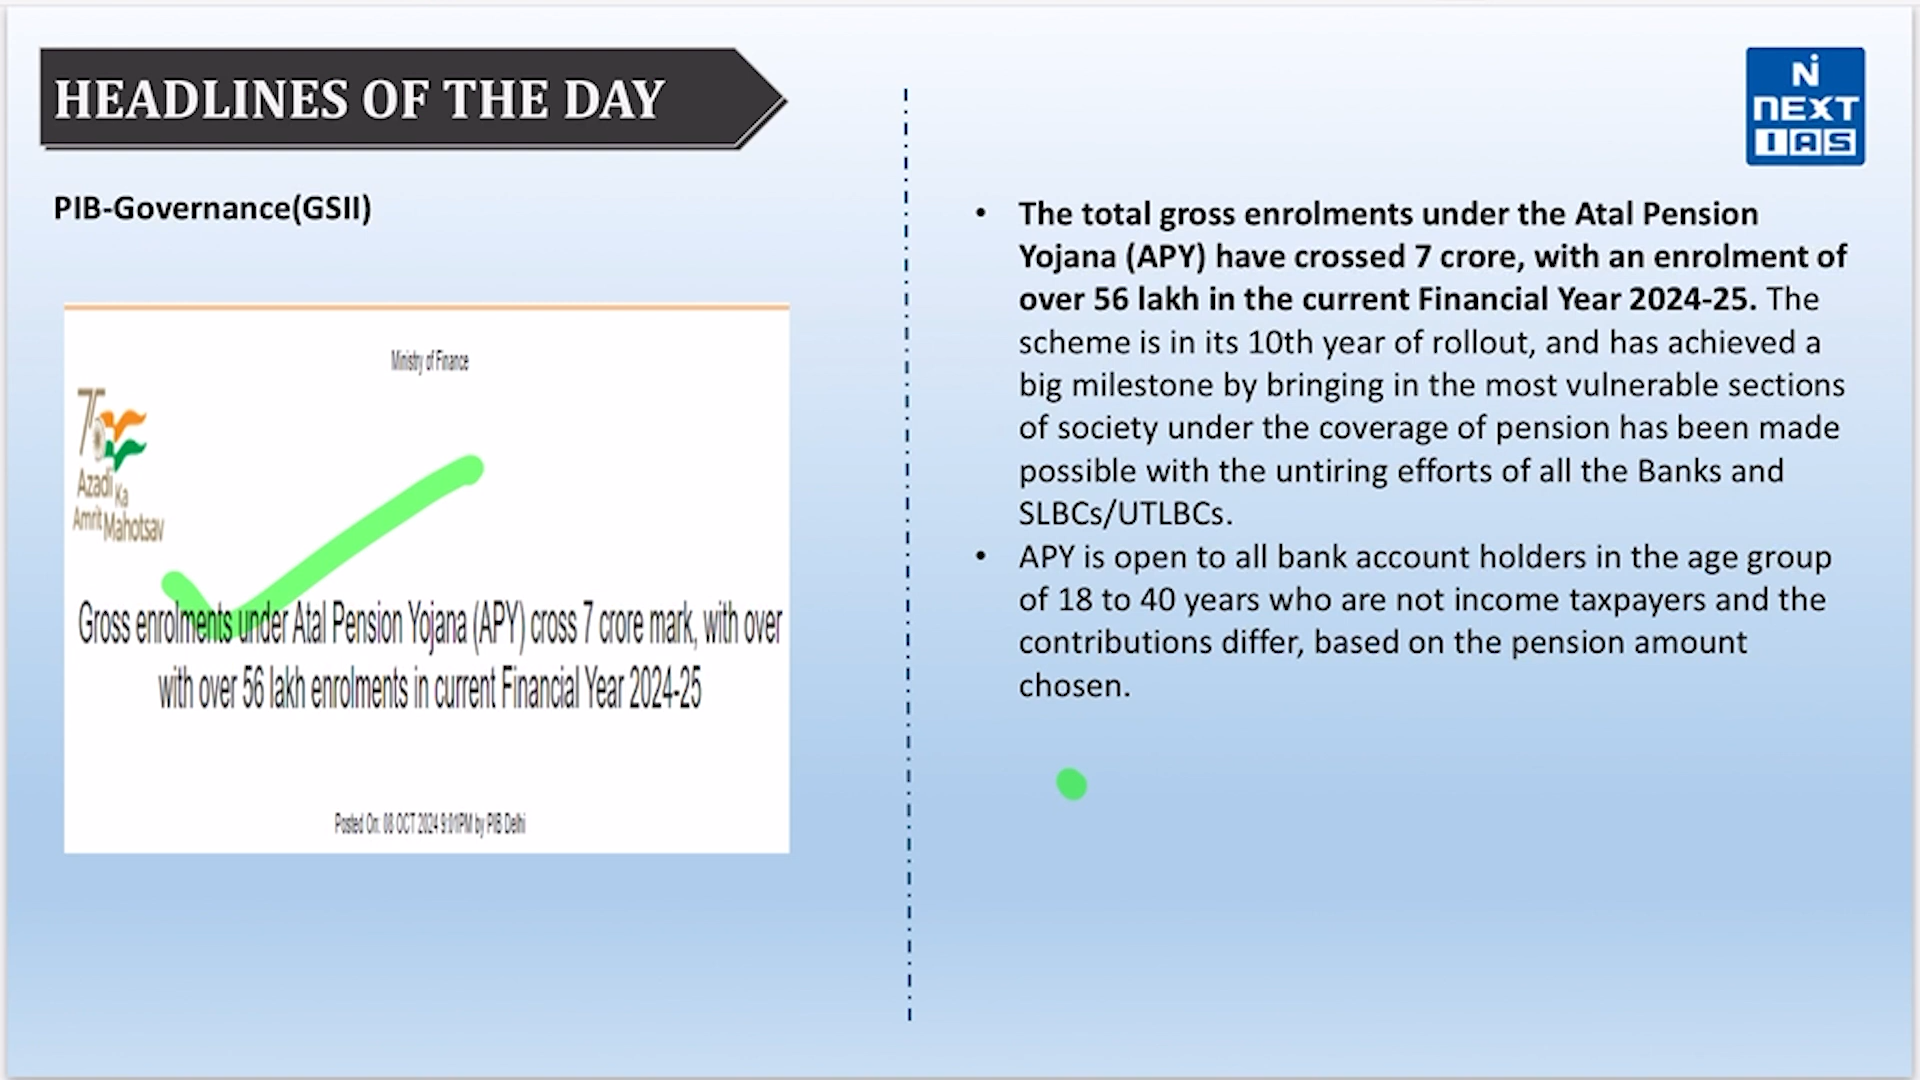 HEADLINES OF THE DAY
PIB-Governance(GSII)
Ministry of Finance
75
Azadi Ka
Amrit Mahotsav
Gross enrolments under Atal Pension Yojana (APY) cross 7 crore mark, with over
with over 56 lakh enrolments in current Financial Year 2024-25
Posted On: 08 OCT 2024 9:01PM by PIB Delhi
N
NEXT
IAS
• The total gross enrolments under the Atal Pension
Yojana (APY) have crossed 7 crore, with an enrolment of
over 56 lakh in the current Financial Year 2024-25. The
scheme is in its 10th year of rollout, and has achieved a
big milestone by bringing in the most vulnerable sections
of society under the coverage of pension has been made
possible with the untiring efforts of all the Banks and
SLBCs/UTLBCs.
• APY is open to all bank account holders in the age group
of 18 to 40 years who are not income taxpayers and the
contributions differ, based on the pension amount
chosen.